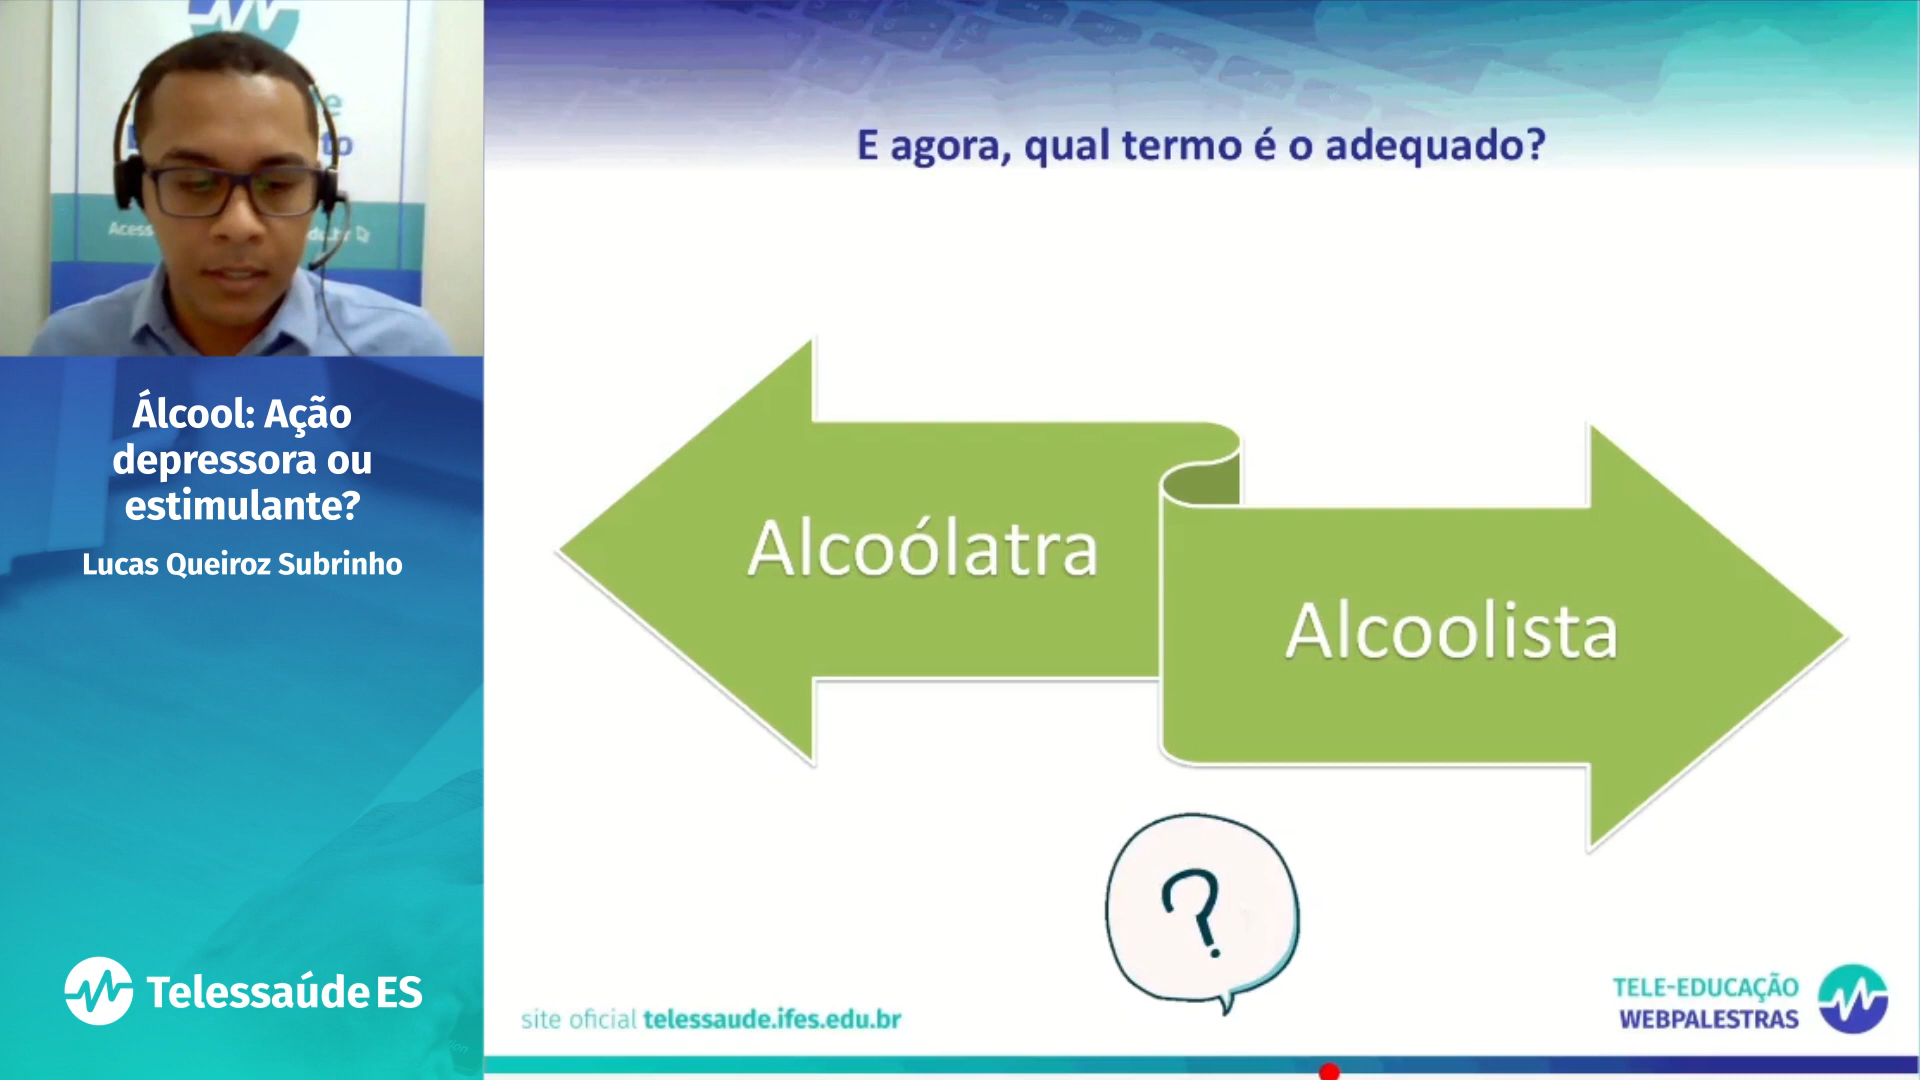 Acess
Álcool: Ação
depressora ou
estimulante?
Lucas Queiroz Subrinho
TelessaúdeES
E agora, qual termo é o adequado?
Alcoólatra
Alcoolista
?
site oficial telessaude.ifes.edu.br
TELE-EDUCAÇÃO
WEBPALESTRAS